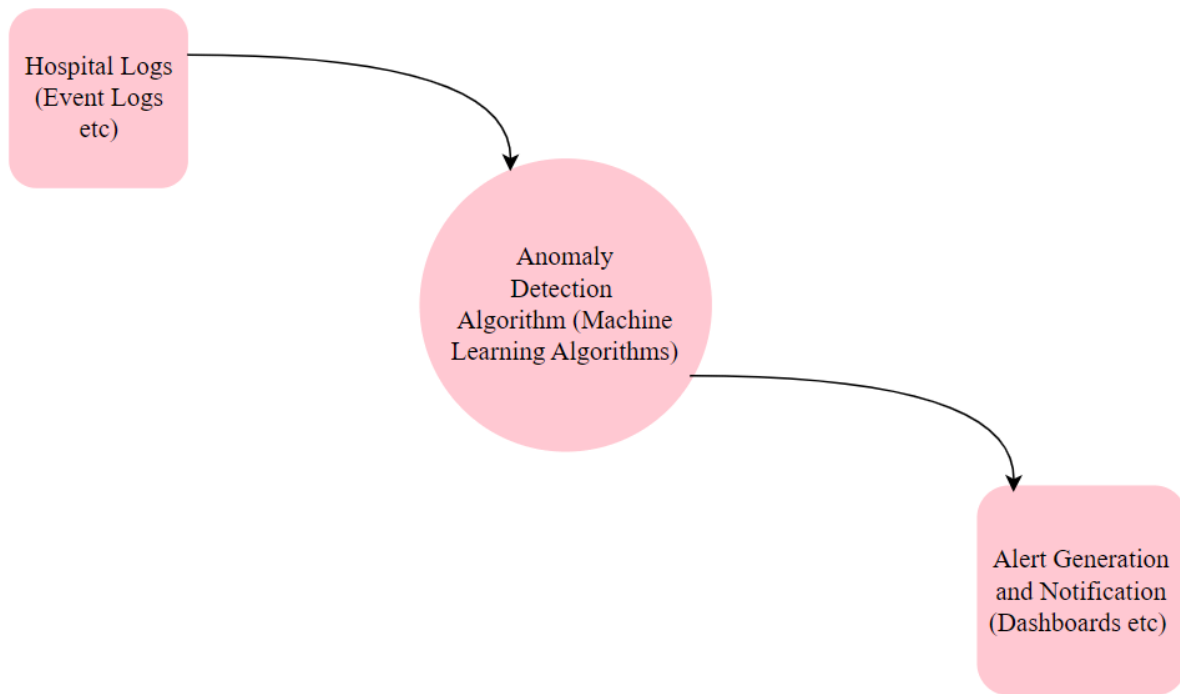 Hospital Logs
(Event Logs
etc)
Anomaly
Detection
Algorithm (Machine
Learning Algorithms)
Alert Generation
and Notification
(Dashboards etc)